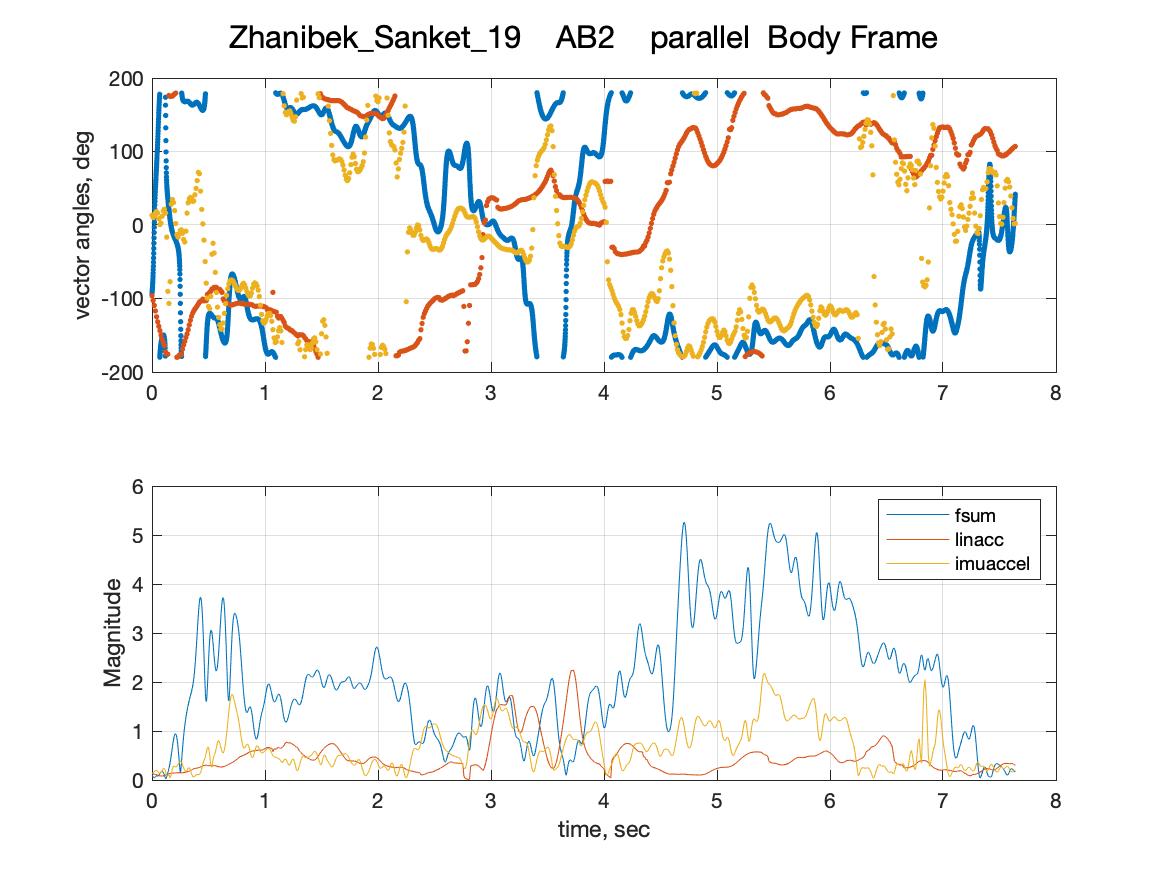 Zhanibek_Sanket_19 AB2 parallel Body Frame
200
100
0
-100
-200
vector angles, deg
0 1 2 3 4 5 6 7 8
6
5
4
3
2
1
0
Magnitude
fsum
linacc
imuaccel
0 1 2 3 4 5 6 7 8
time, sec